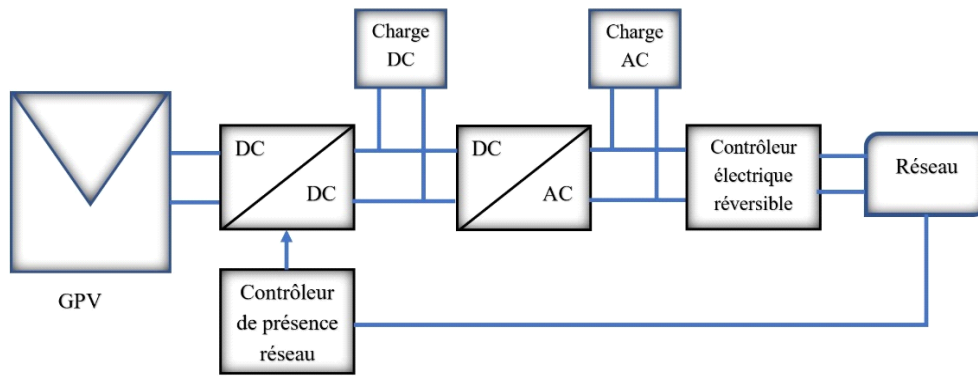 Charge
DC
Charge
AC
DC
DC
DC
AC
Contrôleur
électrique
réversible
Réseau
GPV
Contrôleur
de présence
réseau